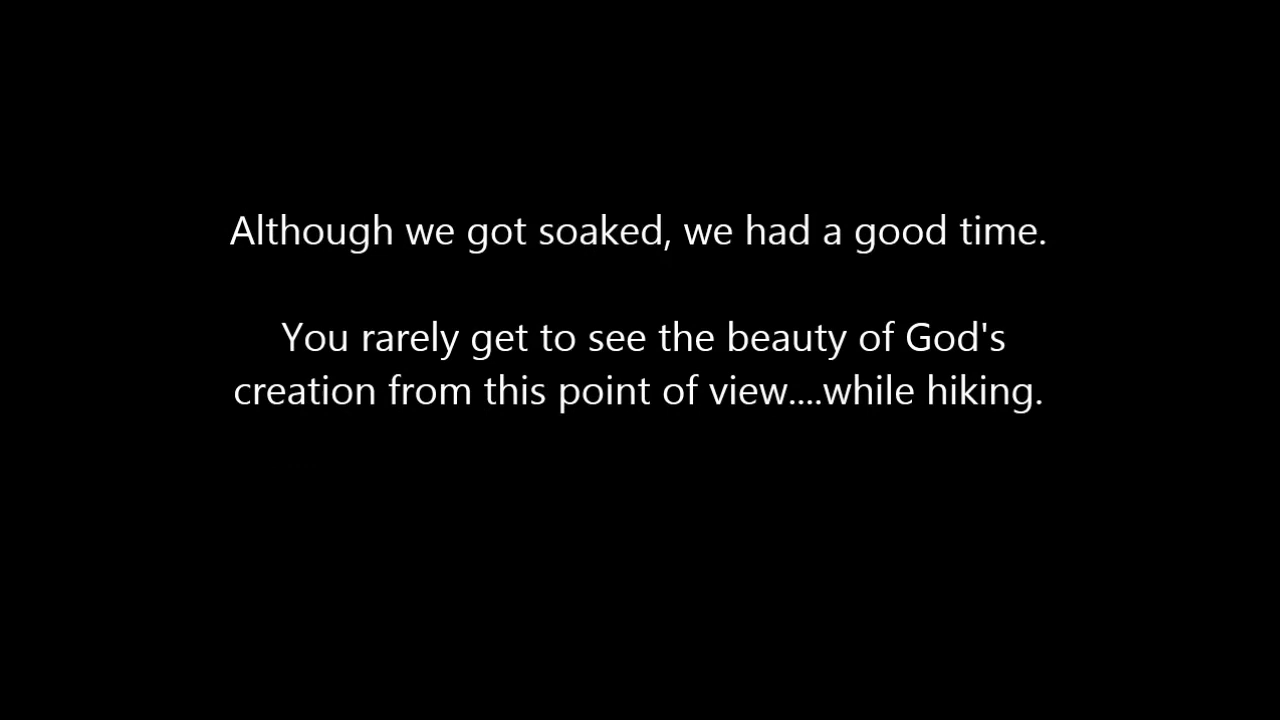 Although we got soaked, we had a good time.
You rarely get to see the beauty of God's
creation from this point of view....while hiking.